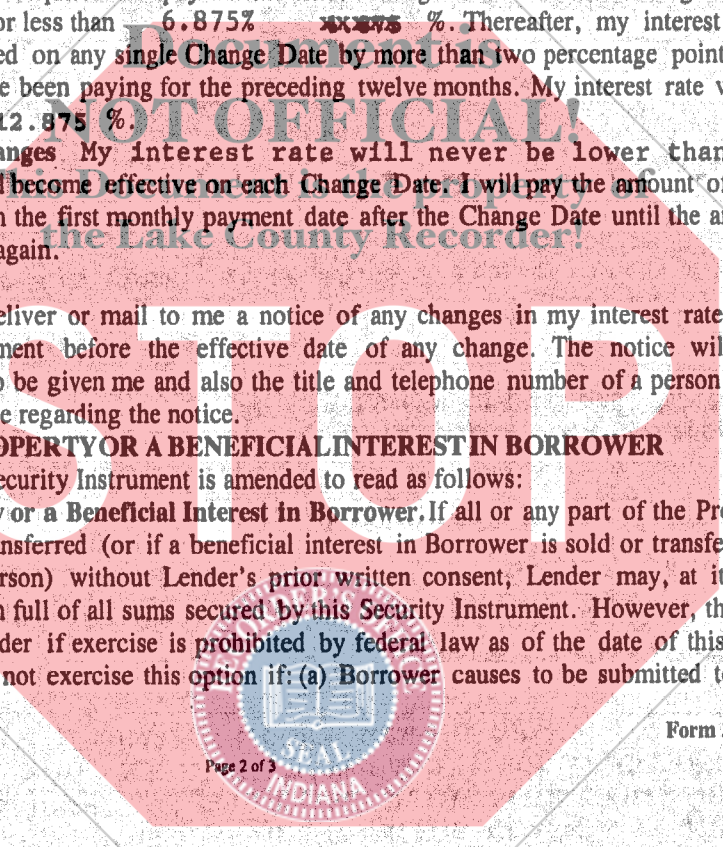 or less than 6.875% %. Thereafter, my interest
ed on any single Change Date by more than two percentage point
e been paying for the preceding twelve months. My interest rate
12.875 %.
anges My interest rate will never be lower than
d become effective on each Change Date. I will pay the amount of
n the first monthly payment date after the Change Date until the a
again.
eliver or mail to me a notice of any changes in my interest rate
ment before the effective date of any change. The notice wil
o be given me and also the title and telephone number of a person
e regarding the notice.
OPERTY OR A BENEFICIAL INTEREST IN BORROWER
ecurity Instrument is amended to read as follows:
y or a Beneficial Interest in Borrower. If all or any part of the Pr
ansferred (or if a beneficial interest in Borrower is sold or transfe
erson) without Lender's prior written consent, Lender may, at i
n full of all sums secured by this Security Instrument. However, th
der if exercise is prohibited by federal law as of the date of this
not exercise this option if: (a) Borrower causes to be submitted t
Form
Page 2 of 3
Document is
NOT OFFICIAL!
This Document is the property of
the Lake County Recorder!
STOP
RECORDER'S OFFICE
SEAL
INDIANA